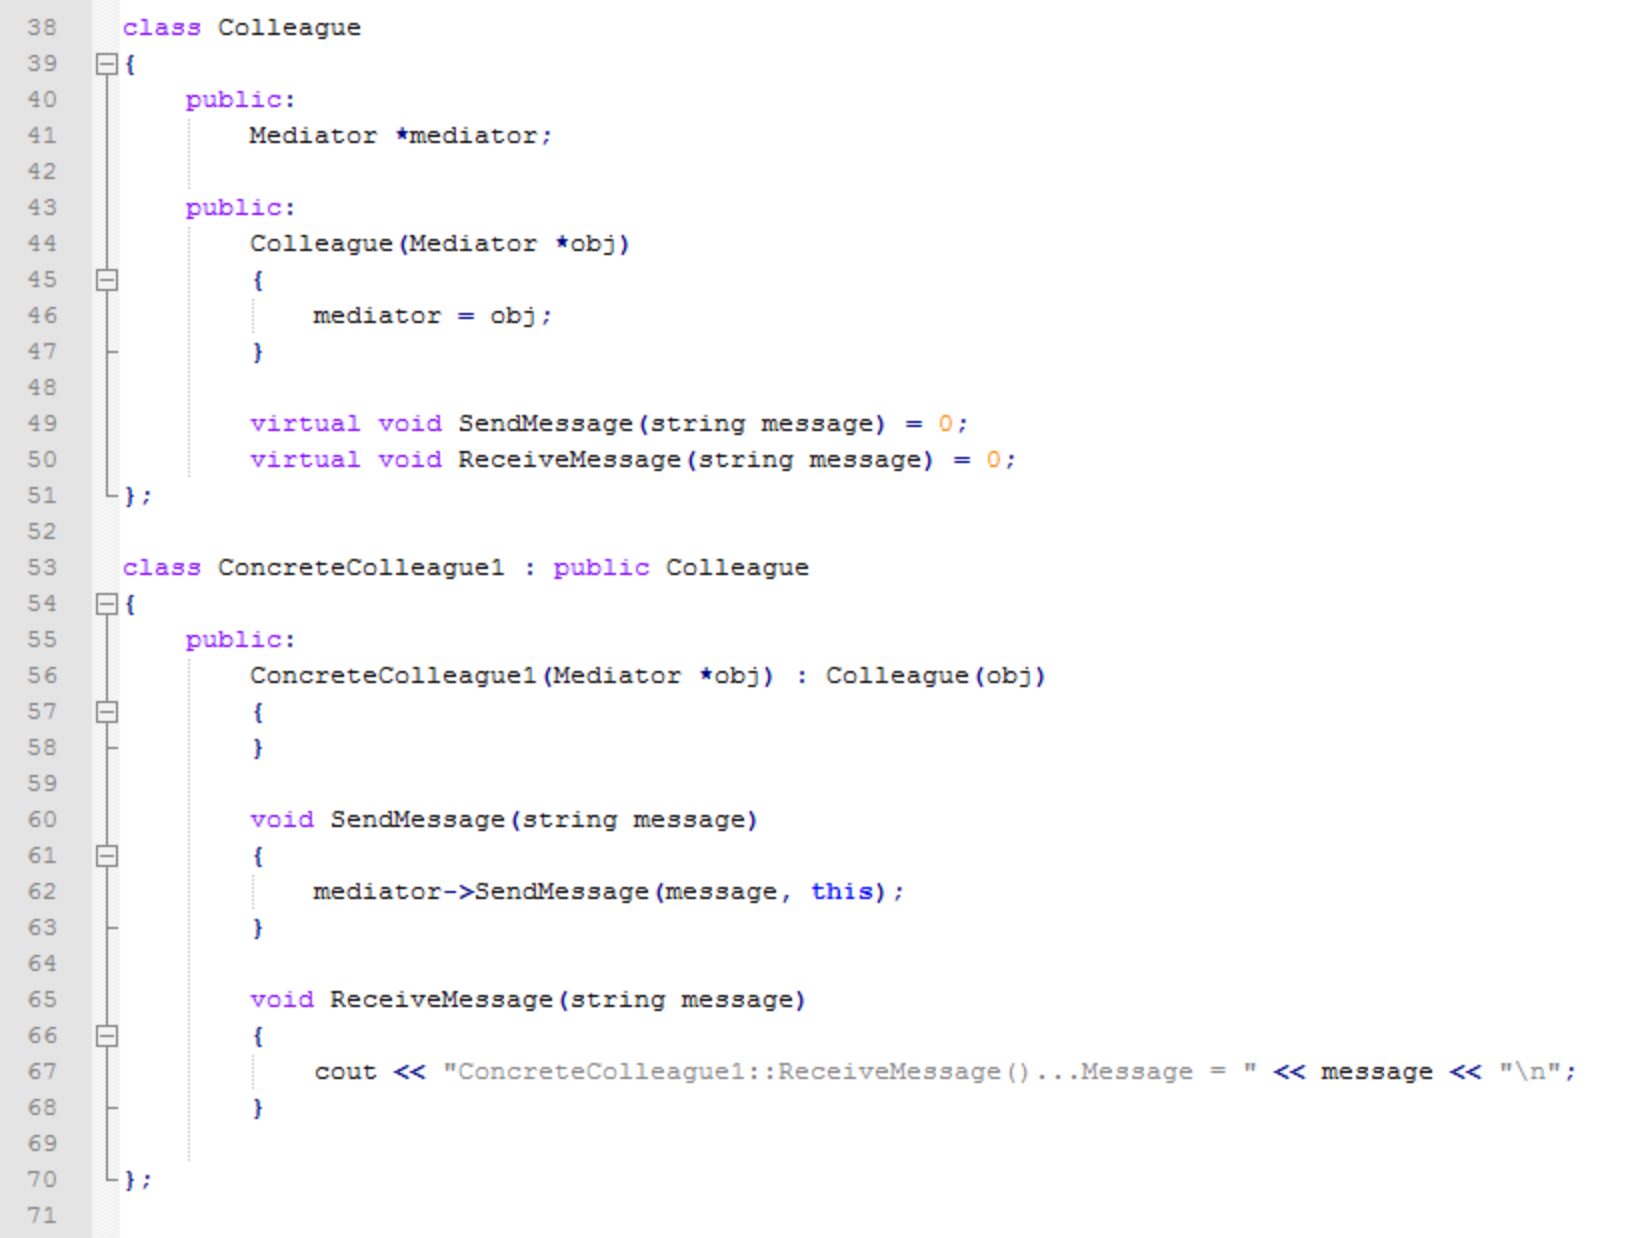 38 class Colleague
39 {
40 public:
41 Mediator *mediator;
42
43 public:
44 Colleague(Mediator *obj)
45 {
46 mediator = obj;
47 }
48
49 virtual void SendMessage(string message) = 0;
50 virtual void ReceiveMessage(string message) = 0;
51 };
52
53 class ConcreteColleague1 : public Colleague
54 {
55 public:
56 ConcreteColleague1(Mediator *obj) : Colleague(obj)
57 {
58 }
59
60 void SendMessage(string message)
61 {
62 mediator->SendMessage(message, this);
63 }
64
65 void ReceiveMessage(string message)
66 {
67 cout << "ConcreteColleague1::ReceiveMessage()...Message = " << message << "\n";
68 }
69
70 };
71